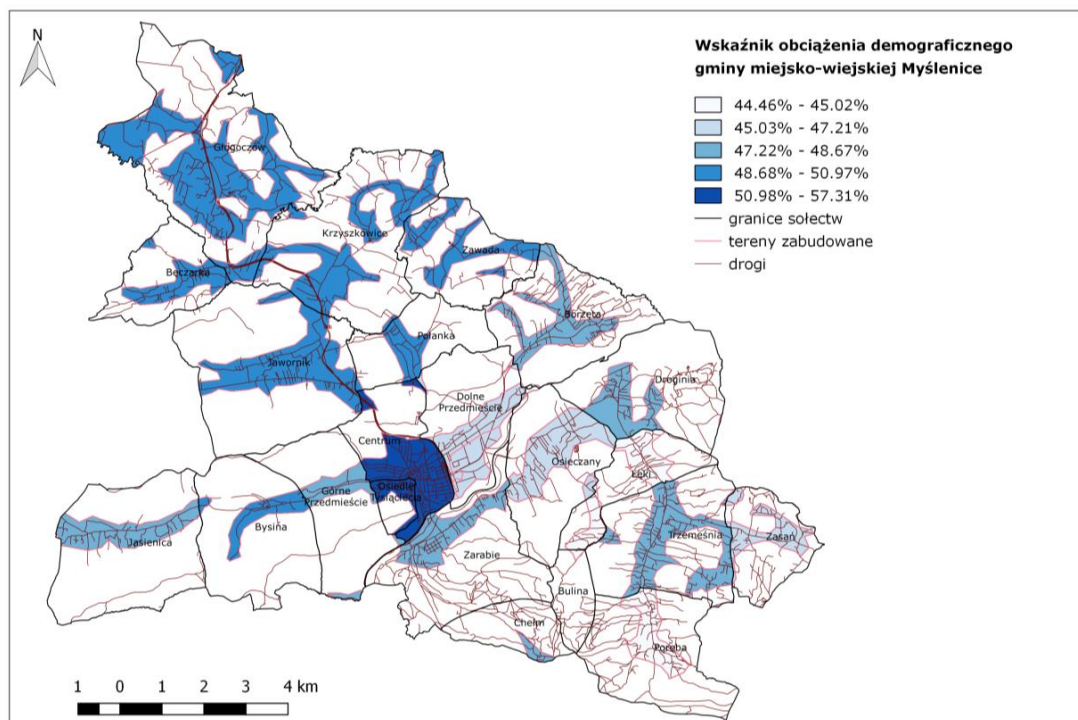 N
Wskaźnik obciążenia demograficznego
gminy miejsko-wiejskiej Myślenice
44.46% - 45.02%
45.03% - 47.21%
47.22% - 48.67%
48.68% - 50.97%
50.98% - 57.31%
granice sołectw
tereny zabudowane
drogi
Głogoczów
Krzyszkowice
Zawada
Bęczarka
Borzęta
Polanka
Jawornik
Droginia
Dolne
Przedmieście
Centrum
Osieczany
Łęki
Osiedle
Tysiąclecia
Górne
Przedmieście
Bysina
Jasienica
Trzemeśnia
Zasań
Zarabie
Bulina
Chełm
Poręba
1 0 1 2 3 4 km